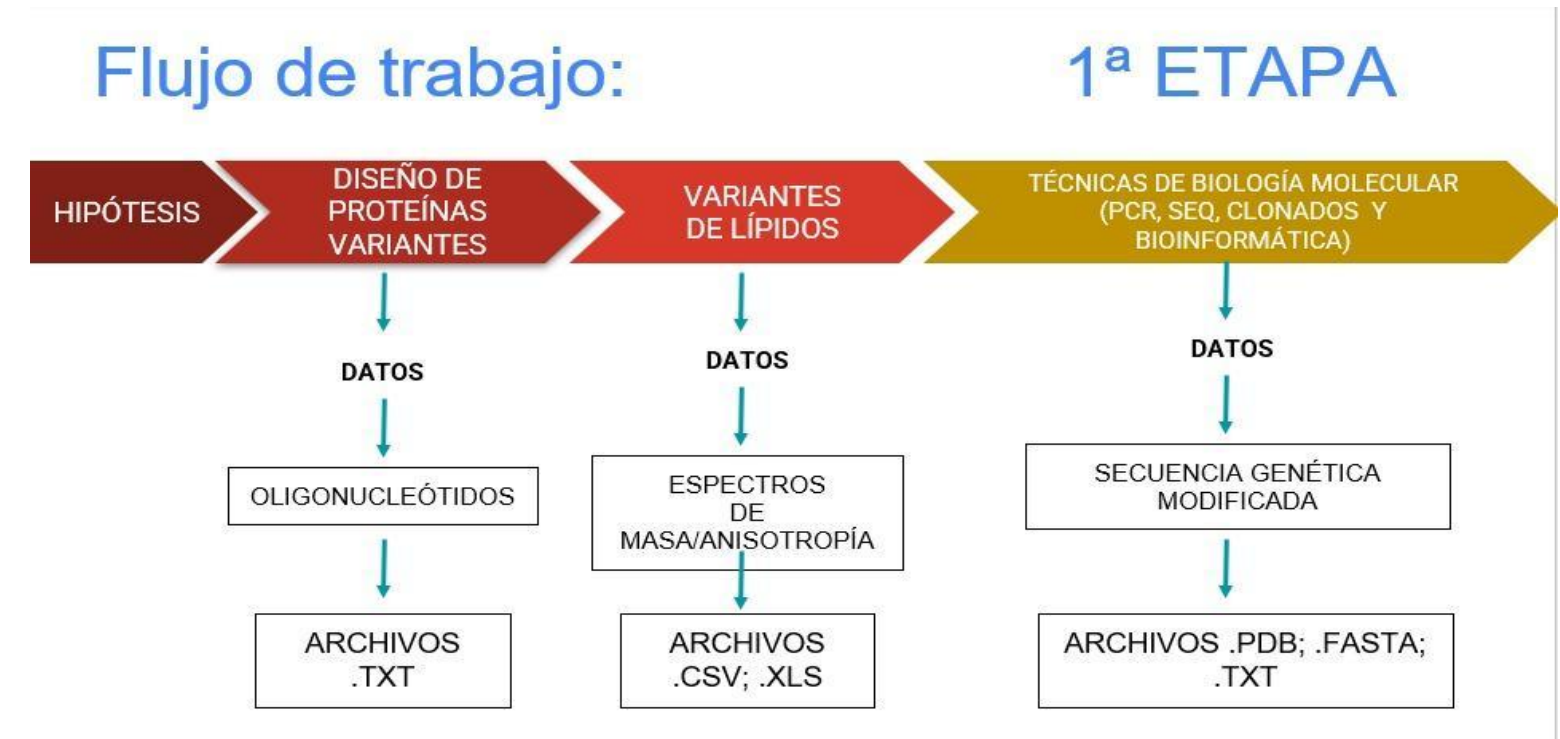 Flujo de trabajo:
1ª ETAPA
HIPÓTESIS
DISEÑO DE
PROTEÍNAS
VARIANTES
VARIANTES
DE LÍPIDOS
TÉCNICAS DE BIOLOGÍA MOLECULAR
(PCR, SEQ, CLONADOS Y
BIOINFORMÁTICA)
DATOS
DATOS
DATOS
OLIGONUCLEÓTIDOS
ESPECTROS
DE
MASA/ANISOTROPÍA
SECUENCIA GENÉTICA
MODIFICADA
ARCHIVOS
.TXT
ARCHIVOS
.CSV; .XLS
ARCHIVOS .PDB; .FASTA;
.TXT